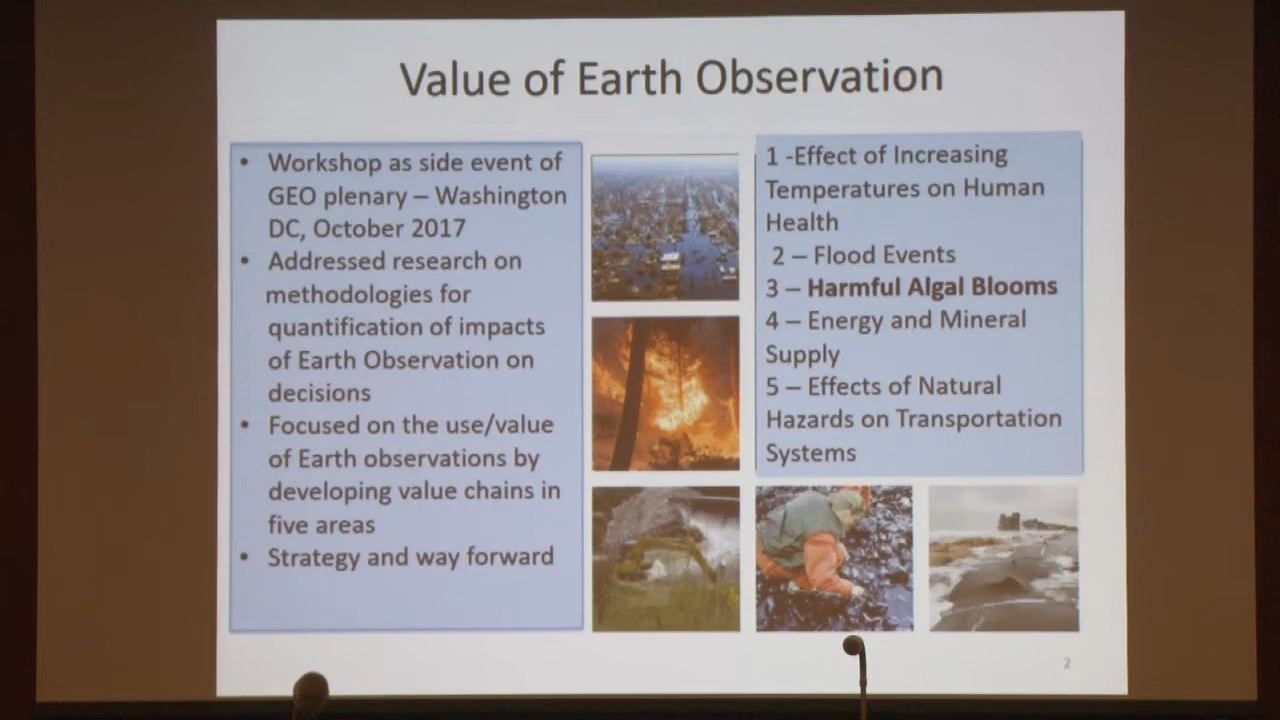 Value of Earth Observation
• Workshop as side event of
GEO plenary – Washington
DC, October 2017
• Addressed research on
methodologies for
quantification of impacts
of Earth Observation on
decisions
• Focused on the use/value
of Earth observations by
developing value chains in
five areas
• Strategy and way forward
1 -Effect of Increasing
Temperatures on Human
Health
2 – Flood Events
3 – Harmful Algal Blooms
4 – Energy and Mineral
Supply
5 – Effects of Natural
Hazards on Transportation
Systems
2